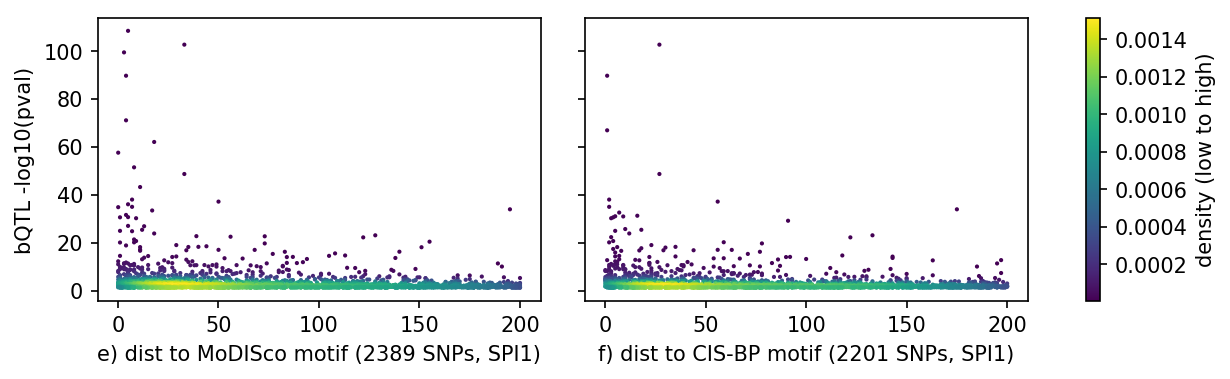 bQTL -log10(pval)
100
80
60
40
20
0
0 50 100 150 200
e) dist to MoDISco motif (2389 SNPs, SPI1)
0 50 100 150 200
f) dist to CIS-BP motif (2201 SNPs, SPI1)
0.0014
0.0012
0.0010
0.0008
0.0006
0.0004
0.0002
density (low to high)